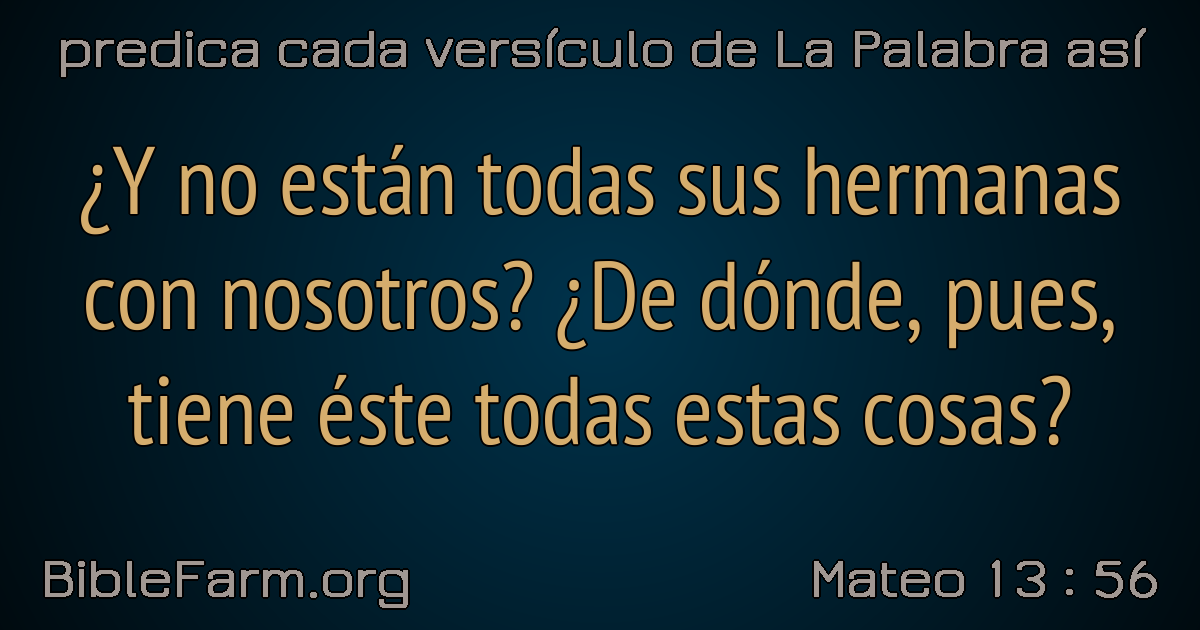 predica cada versículo de La Palabra así
¿Y no están todas sus hermanas
con nosotros? ¿De dónde, pues,
tiene éste todas estas cosas?
BibleFarm.org
Mateo 13 : 56